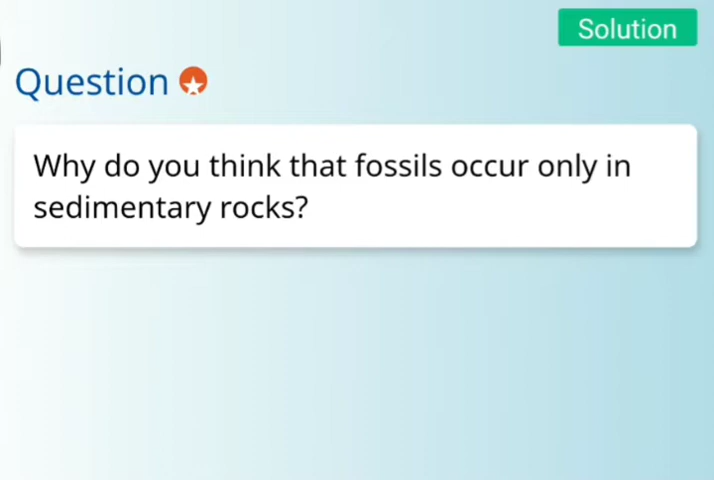 Solution
Question
Why do you think that fossils occur only in
sedimentary rocks?